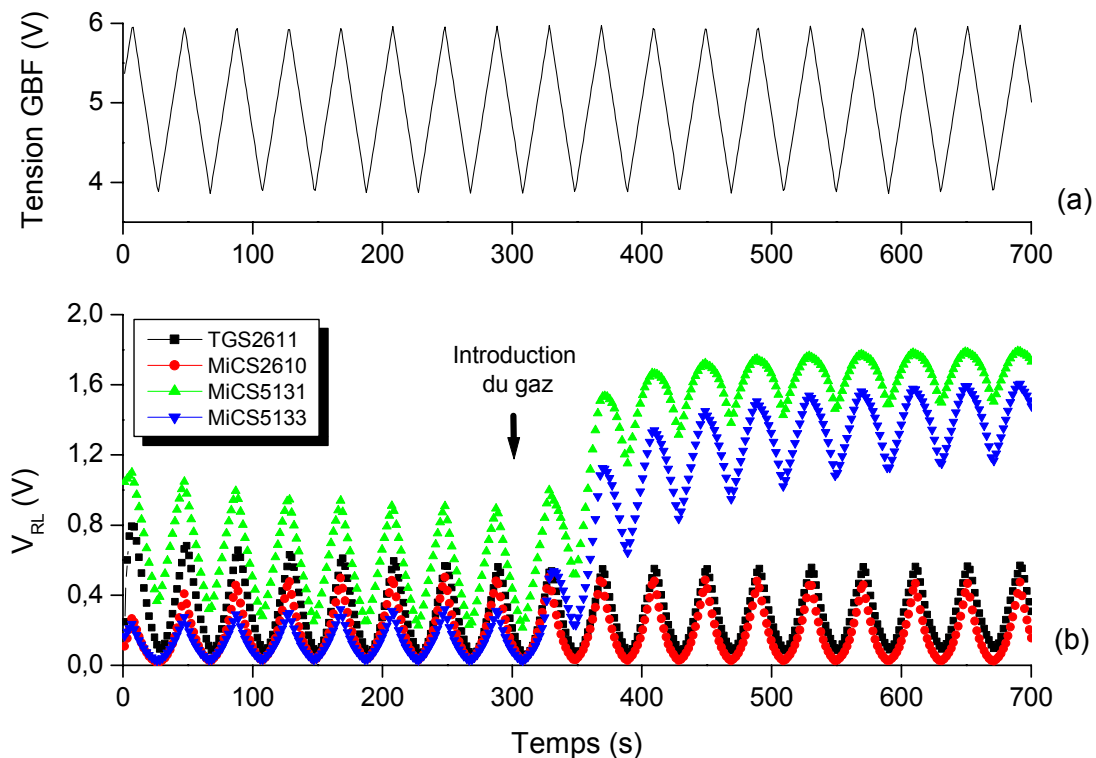 Tension GBF (V)
6
5
4
0 100 200 300 400 500 600 700
(a)
V_RL (V)
2,0
1,6
1,2
0,8
0,4
0,0
TGS2611
MiCS2610
MiCS5131
MiCS5133
Introduction
du gaz
(b)
0 100 200 300 400 500 600 700
Temps (s)